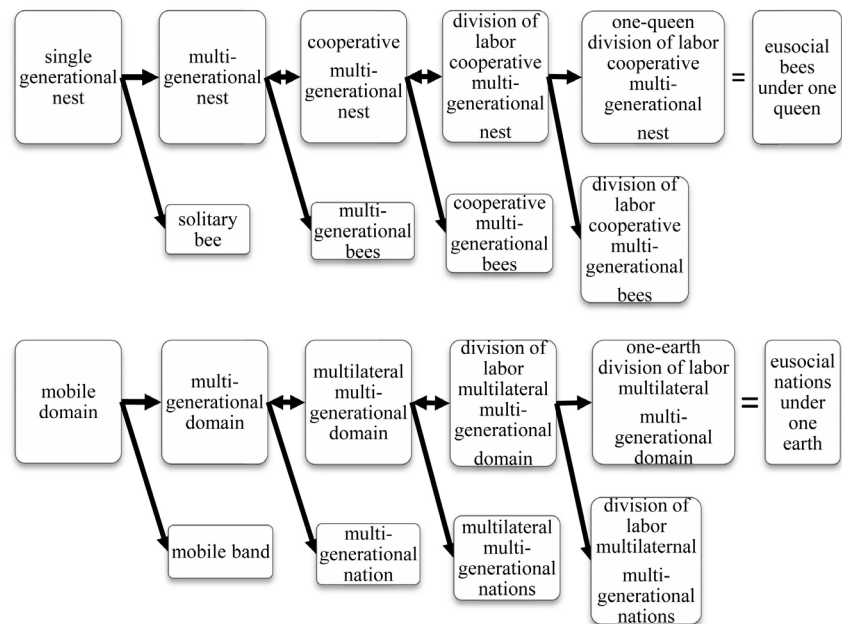 single
generational
nest
multi-
generational
nest
cooperative
multi-
generational
nest
division of
labor
cooperative
multi-
generational
nest
one-queen
division of labor
cooperative
multi-
generational
nest
=
eusocial
bees
under one
queen
solitary
bee
multi-
generational
bees
cooperative
multi-
generational
bees
division of
labor
cooperative
multi-
generational
bees
mobile
domain
multi-
generational
domain
multilateral
multi-
generational
domain
division of
labor
multilateral
multi-
generational
domain
one-earth
division of labor
multilateral
multi-
generational
domain
=
eusocial
nations
under
one
earth
mobile band
multi-
generational
nation
multilateral
multi-
generational
nations
division of
labor
multilaternal
multi-
generational
nations